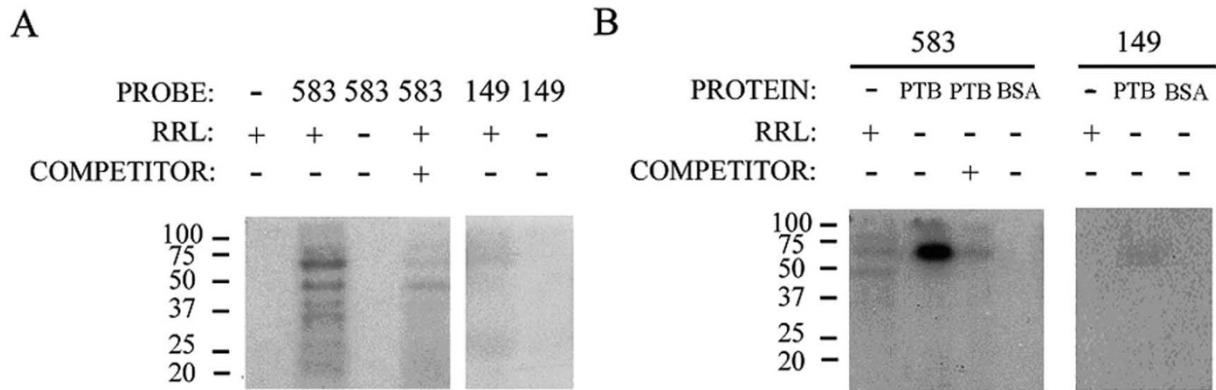 A
PROBE: - 583 583 583 149 149
RRL: + + - + + -
COMPETITOR: - - - + - -
100
75
50
37
25
20
B
583 149
PROTEIN: - PTB PTB BSA - PTB BSA
RRL: + - - - + - -
COMPETITOR: - - + - - - -
100
75
50
37
25
20